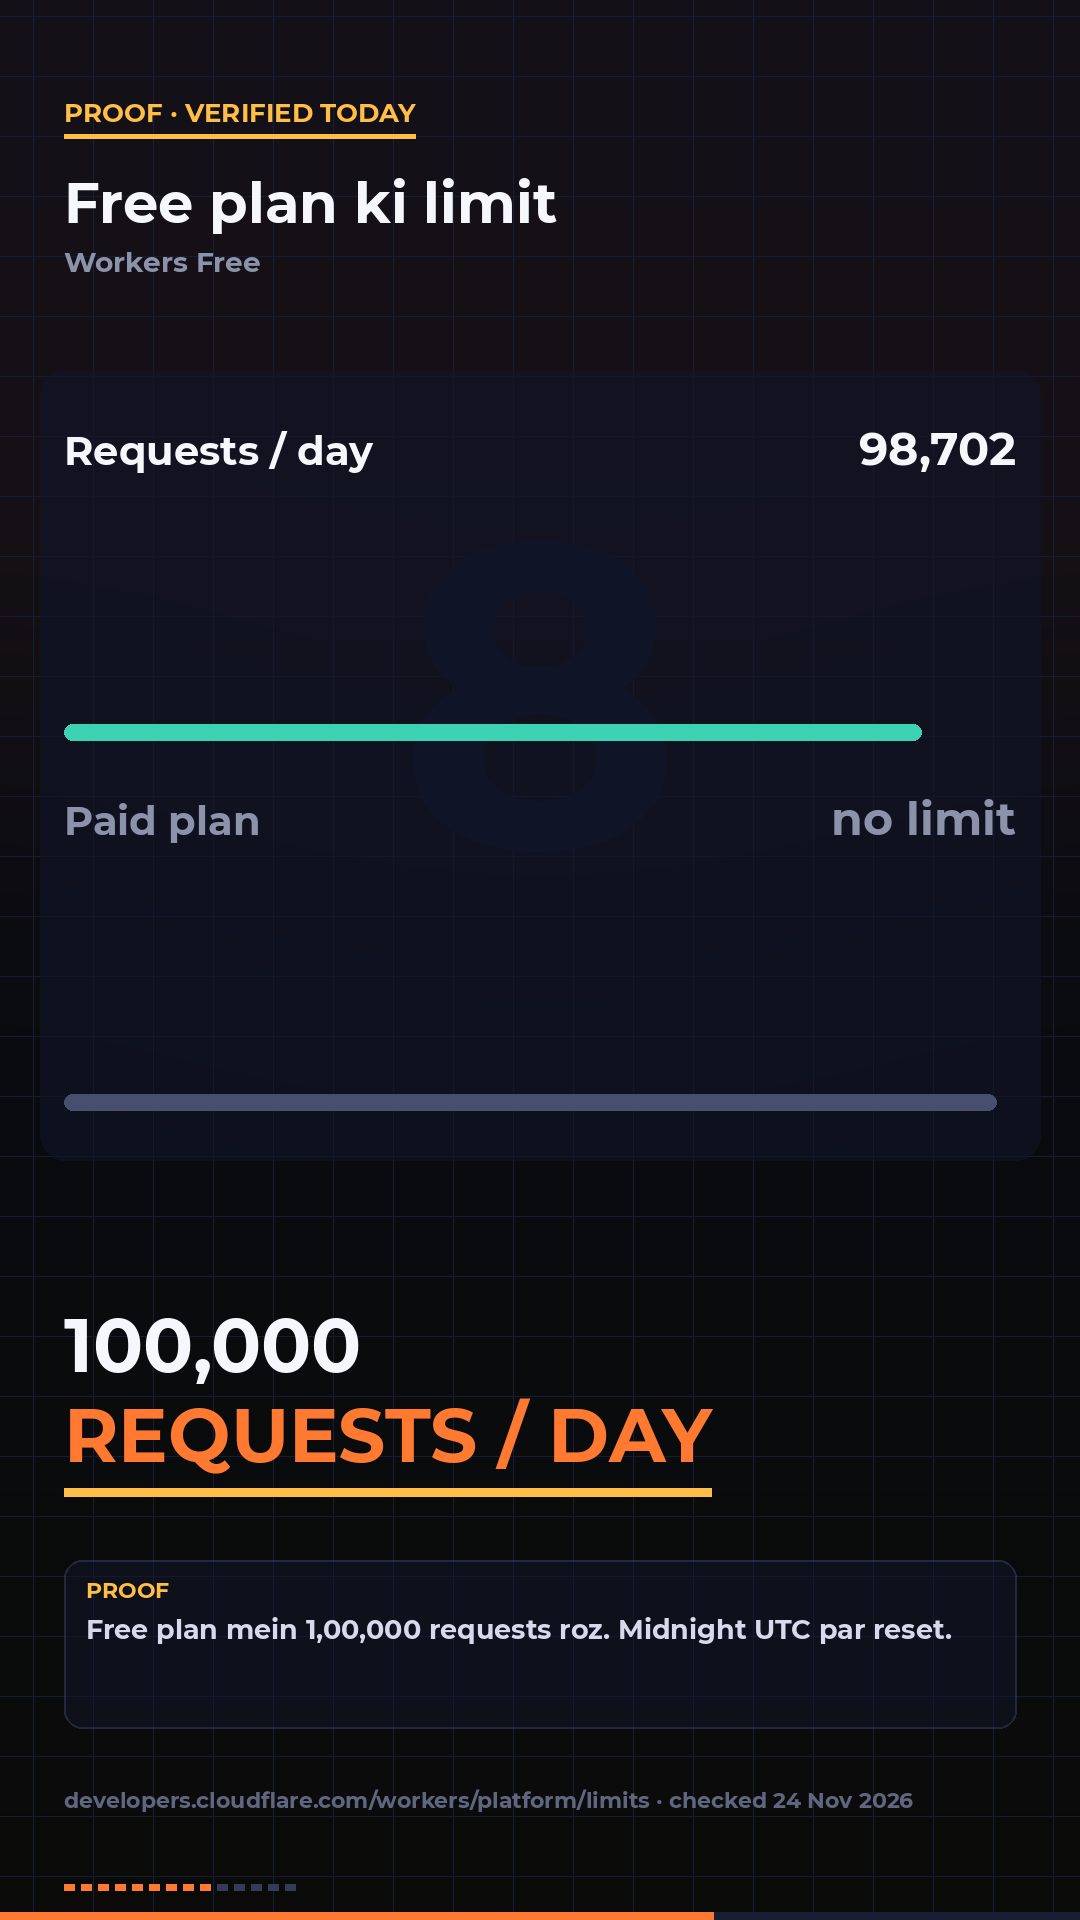 PROOF · VERIFIED TODAY
Free plan ki limit
Workers Free
Requests / day 98,702
8
Paid plan no limit
100,000
REQUESTS / DAY
PROOF
Free plan mein 1,00,000 requests roz. Midnight UTC par reset.
developers.cloudflare.com/workers/platform/limits · checked 24 Nov 2026